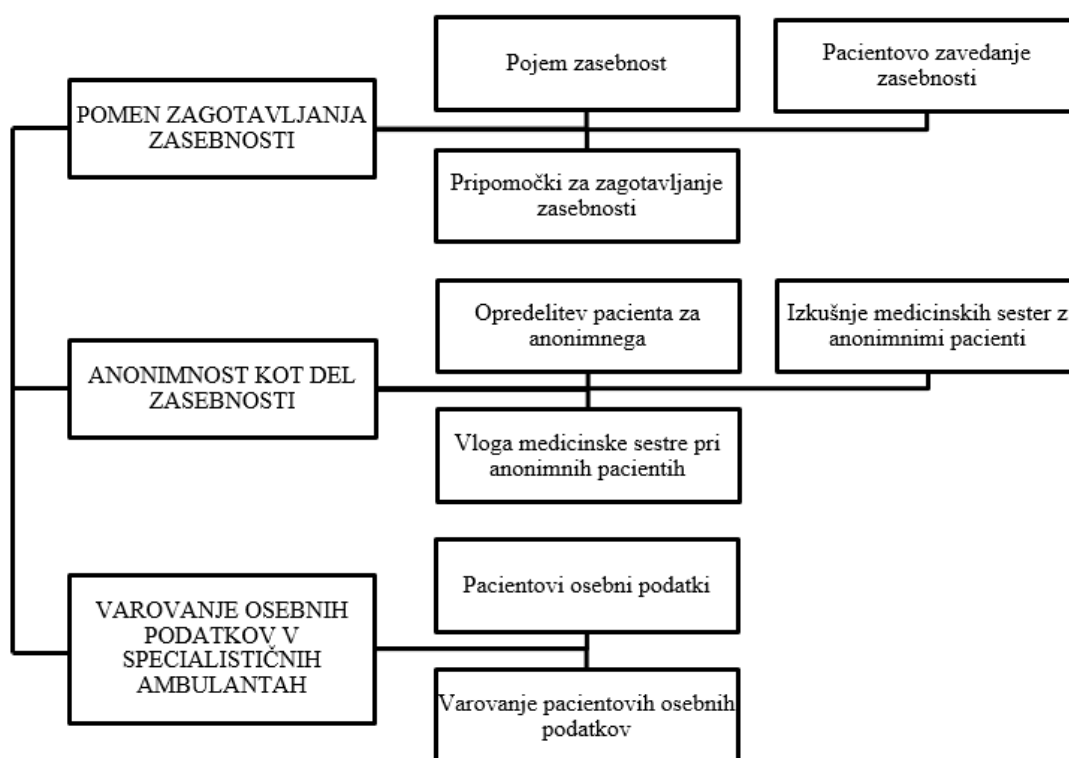 Pojem zasebnost
Pacientovo zavedanje
zasebnosti
POMEN ZAGOTAVLJANJA
ZASEBNOSTI
Pripomočki za zagotavljanje
zasebnosti
Opredelitev pacienta za
anonimnega
Izkušnje medicinskih sester z
anonimnimi pacienti
ANONIMNOST KOT DEL
ZASEBNOSTI
Vloga medicinske sestre pri
anonimnih pacientih
Pacientovi osebni podatki
VAROVANJE OSEBNIH
PODATKOV V
SPECIALISTIČNIH
AMBULANTAH
Varovanje pacientovih osebnih
podatkov